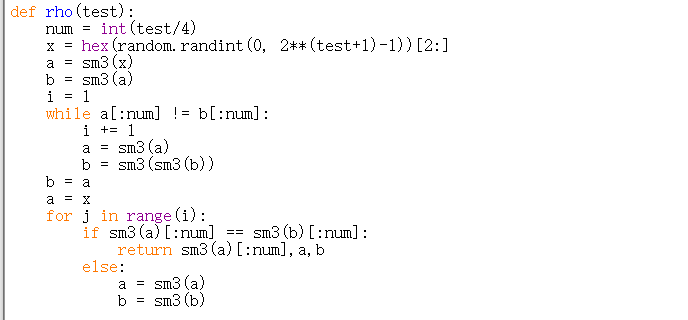 def rho(test):
    num = int(test/4)
    x = hex(random.randint(0, 2**(test+1)-1))[2:]
    a = sm3(x)
    b = sm3(a)
    i = 1
    while a[:num] != b[:num]:
        i += 1
        a = sm3(a)
        b = sm3(sm3(b))
    b = a
    a = x
    for j in range(i):
        if sm3(a)[:num] == sm3(b)[:num]:
            return sm3(a)[:num],a,b
        else:
            a = sm3(a)
            b = sm3(b)